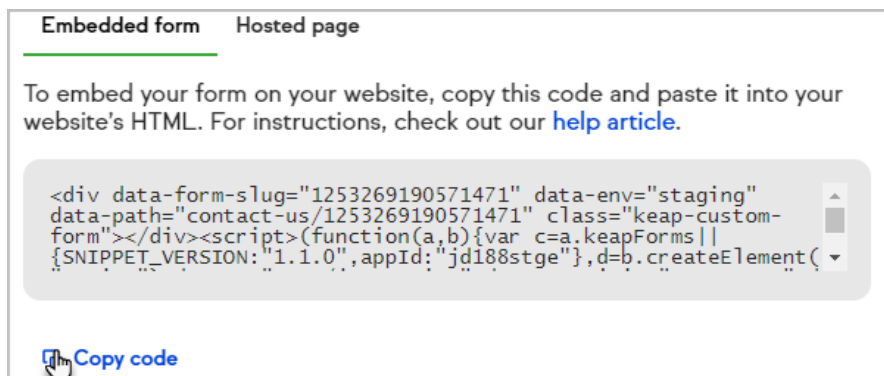 Embedded form Hosted page
To embed your form on your website, copy this code and paste it into your
website's HTML. For instructions, check out our help article.
<div data-form-slug="1253269190571471" data-env="staging"
data-path="contact-us/1253269190571471" class="keap-custom-
form"></div><script>(function(a,b){var c=a.keapForms||
{SNIPPET_VERSION:"1.1.0",appId:"jd188stge"},d=b.createElement(
Copy code